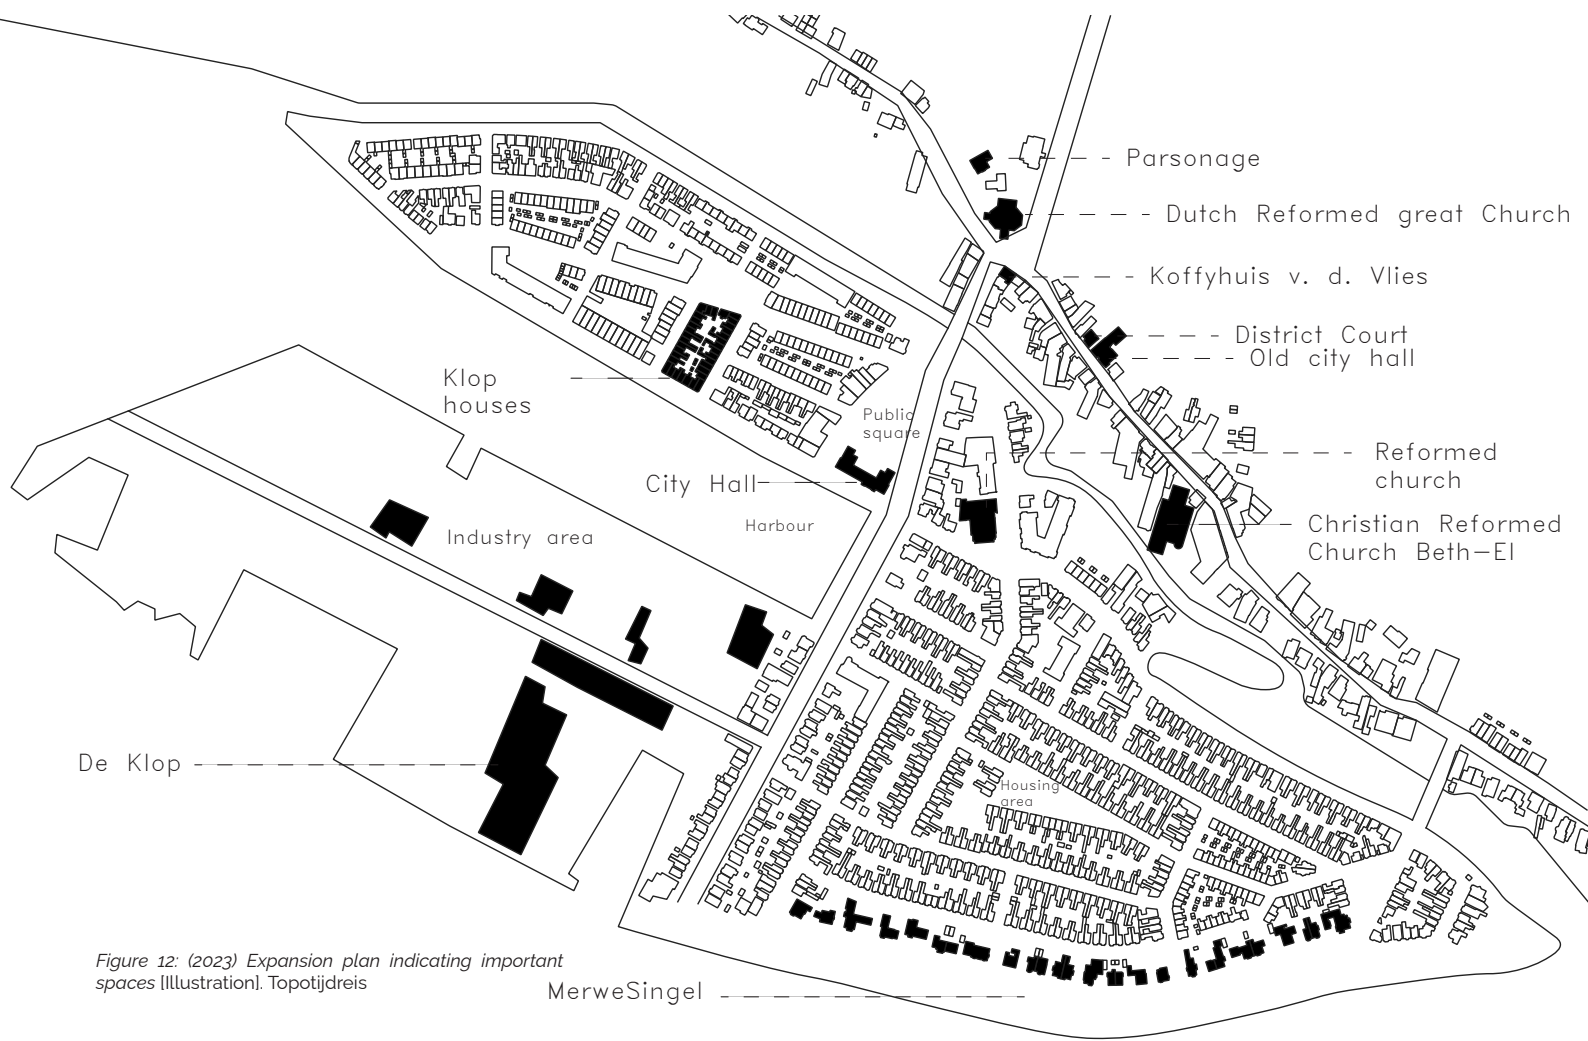 Parsonage
Dutch Reformed great Church
Koffyhuis v. d. Vlies
District Court
Old city hall
Klop
houses
Public
square
Reformed
church
City Hall
Harbour
Christian Reformed
Church Beth-El
Industry area
De Klop
Housing
area
Figure 12: (2023) Expansion plan indicating important
spaces [Illustration]. Topotijdreis
MerweSingel